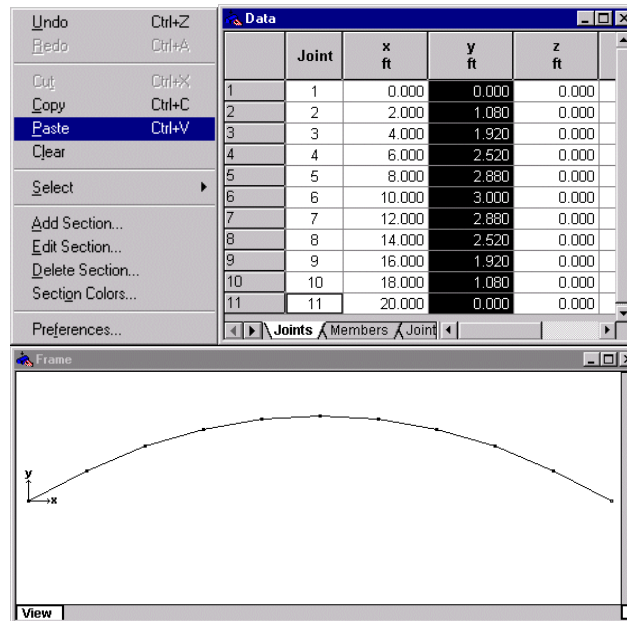 Undo Ctrl+Z
Redo Ctrl+A
Cut Ctrl+X
Copy Ctrl+C
Paste Ctrl+V
Clear
Select
Add Section...
Edit Section...
Delete Section...
Section Colors...
Preferences...
Data
Joint x ft y ft z ft
1 1 0.000 0.000 0.000
2 2 2.000 1.080 0.000
3 3 4.000 1.920 0.000
4 4 6.000 2.520 0.000
5 5 8.000 2.880 0.000
6 6 10.000 3.000 0.000
7 7 12.000 2.880 0.000
8 8 14.000 2.520 0.000
9 9 16.000 1.920 0.000
10 10 18.000 1.080 0.000
11 11 20.000 0.000 0.000
Joints Members Joint
Frame
y
x
View